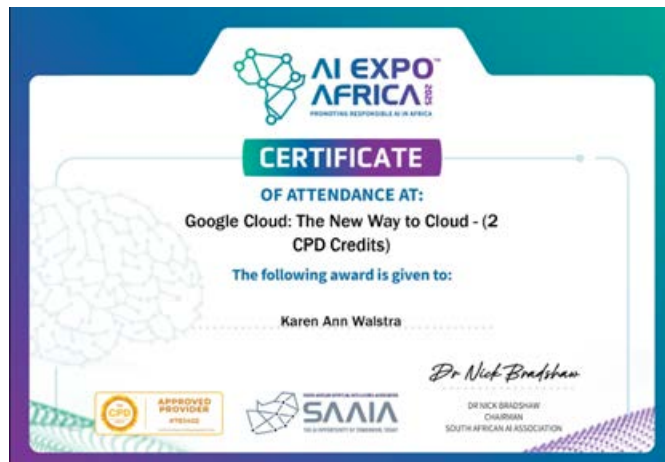 AI EXPO™
AFRICA 2025
PROMOTING RESPONSIBLE AI IN AFRICA
CERTIFICATE
OF ATTENDANCE AT:
Google Cloud: The New Way to Cloud - (2
CPD Credits)
The following award is given to:
Karen Ann Walstra
Dr Nick Bradshaw
CPD
APPROVED
PROVIDER
SAAIA
DR NICK BRADSHAW
CHAIRMAN
SOUTH AFRICAN AI ASSOCIATION